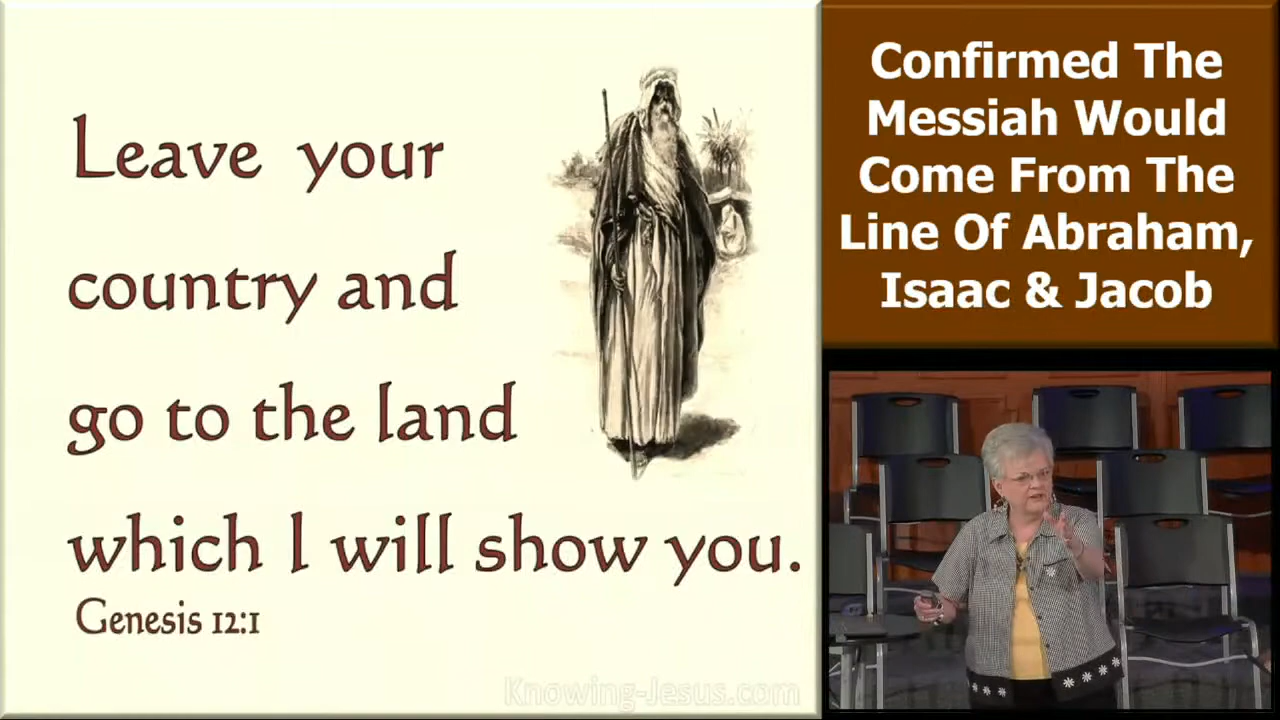 Leave your
country and
go to the land
which I will show you.
Genesis 12:1
Knowing-Jesus.com
Confirmed The
Messiah Would
Come From The
Line Of Abraham,
Isaac & Jacob